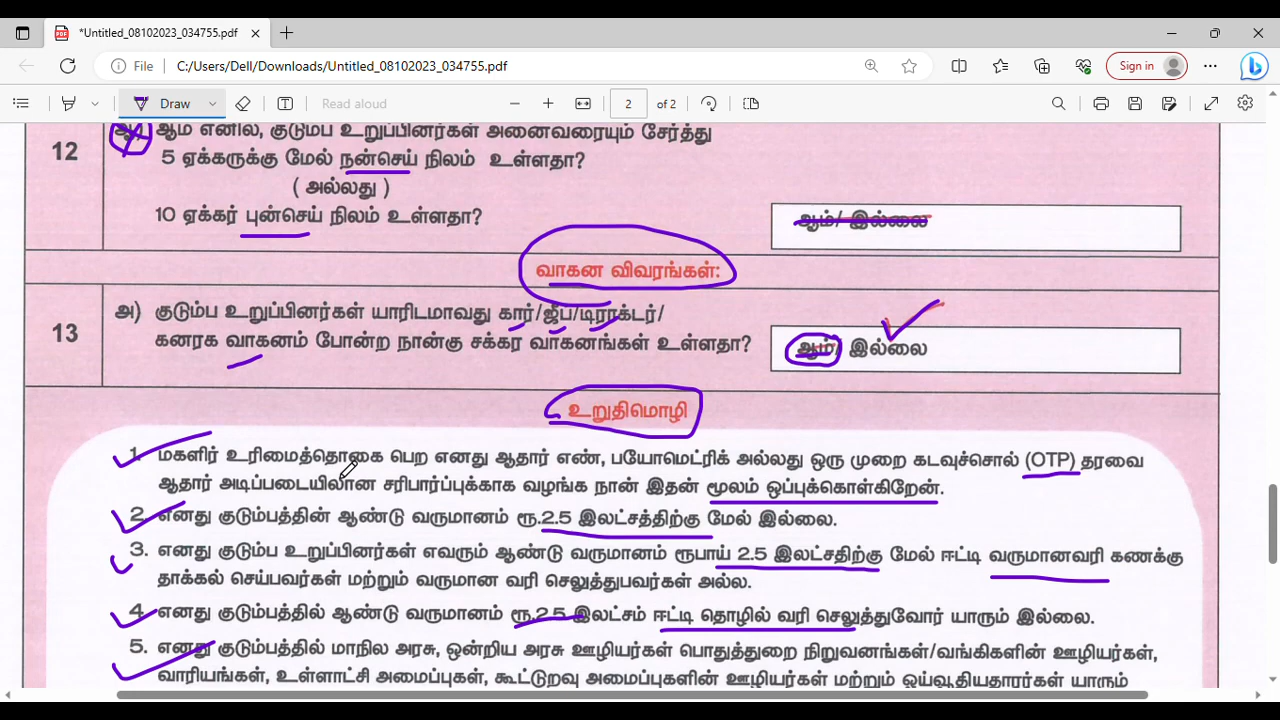 *Untitled_08102023_034755.pdf
File C:/Users/Dell/Downloads/Untitled_08102023_034755.pdf Sign in
Draw Read aloud 2 of 2
ஆம் எனில், குடும்ப உறுப்பினர்கள் அனைவரையும் சேர்த்து
12 5 ஏக்கருக்கு மேல் நன்செய் நிலம் உள்ளதா?
( அல்லது )
10 ஏக்கர் புன்செய் நிலம் உள்ளதா? ஆம்/ இல்லை
வாகன விவரங்கள்:
அ) குடும்ப உறுப்பினர்கள் யாரிடமாவது கார்/ஜீப்/டிராக்டர்/
13 கனரக வாகனம் போன்ற நான்கு சக்கர வாகனங்கள் உள்ளதா? ஆம்/ இல்லை
உறுதிமொழி
1. மகளிர் உரிமைத்தொகை பெற எனது ஆதார் எண், பயோமெட்ரிக் அல்லது ஒரு முறை கடவுச்சொல் (OTP) தரவை
ஆதார் அடிப்படையிலான சரிபார்ப்புக்காக வழங்க நான் இதன் மூலம் ஒப்புக்கொள்கிறேன்.
2. எனது குடும்பத்தின் ஆண்டு வருமானம் ரூ.2.5 இலட்சத்திற்கு மேல் இல்லை.
3. எனது குடும்ப உறுப்பினர்கள் எவரும் ஆண்டு வருமானம் ரூபாய் 2.5 இலட்சதிற்கு மேல் ஈட்டி வருமானவரி கணக்கு
தாக்கல் செய்பவர்கள் மற்றும் வருமான வரி செலுத்துபவர்கள் அல்ல.
4. எனது குடும்பத்தில் ஆண்டு வருமானம் ரூ.2.5 இலட்சம் ஈட்டி தொழில் வரி செலுத்துவோர் யாரும் இல்லை.
5. எனது குடும்பத்தில் மாநில அரசு, ஒன்றிய அரசு ஊழியர்கள் பொதுத்துறை நிறுவனங்கள்/வங்கிகளின் ஊழியர்கள்,
வாரியங்கள், உள்ளாட்சி அமைப்புகள், கூட்டுறவு அமைப்புகளின் ஊழியர்கள் மற்றும் ஓய்வூதியதாரர்கள் யாரும்